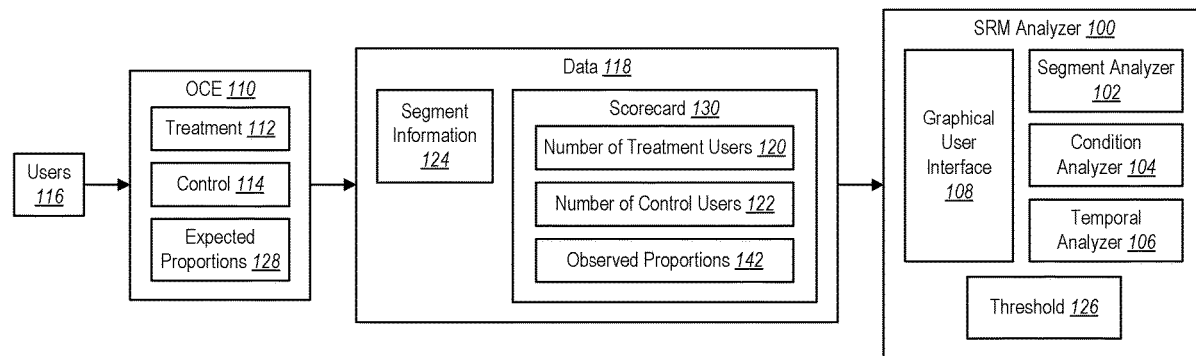 Users
116
OCE 110
Treatment 112
Control 114
Expected
Proportions 128
Data 118
Segment
Information
124
Scorecard 130
Number of Treatment Users 120
Number of Control Users 122
Observed Proportions 142
SRM Analyzer 100
Graphical
User
Interface
108
Segment Analyzer
102
Condition
Analyzer 104
Temporal
Analyzer 106
Threshold 126